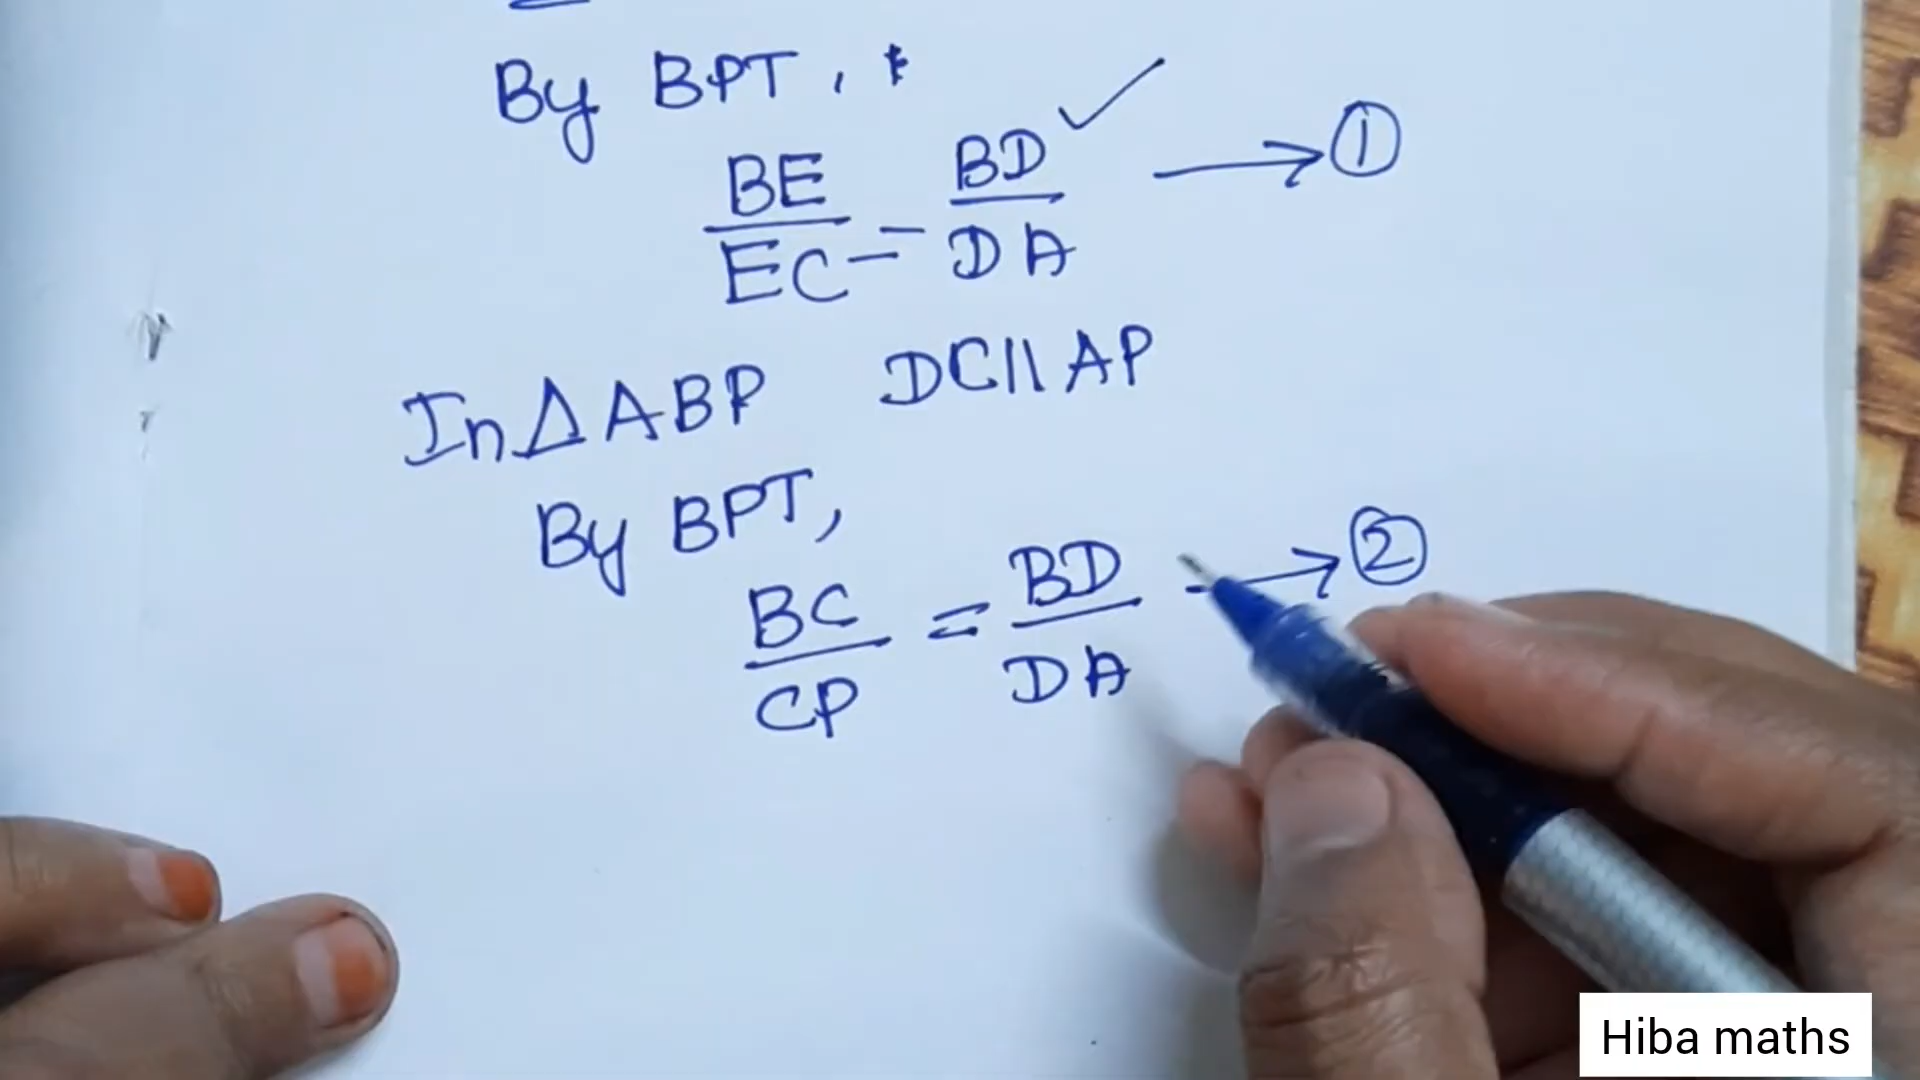 By BPT,
BE/EC = BD/DA ✓ → ①
In ΔABP DC||AP
By BPT,
BC/CP = BD/DA → ②
Hiba maths